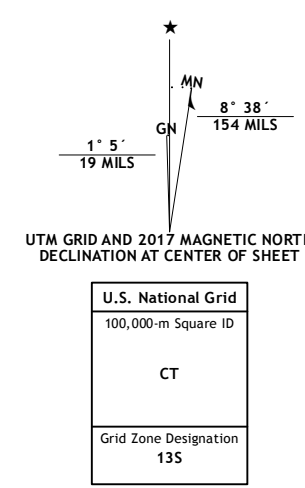 MN
8° 38´
154 MILS
GN
1° 5´
19 MILS
UTM GRID AND 2017 MAGNETIC NORTH
DECLINATION AT CENTER OF SHEET
U.S. National Grid
100,000-m Square ID
CT
Grid Zone Designation
13S